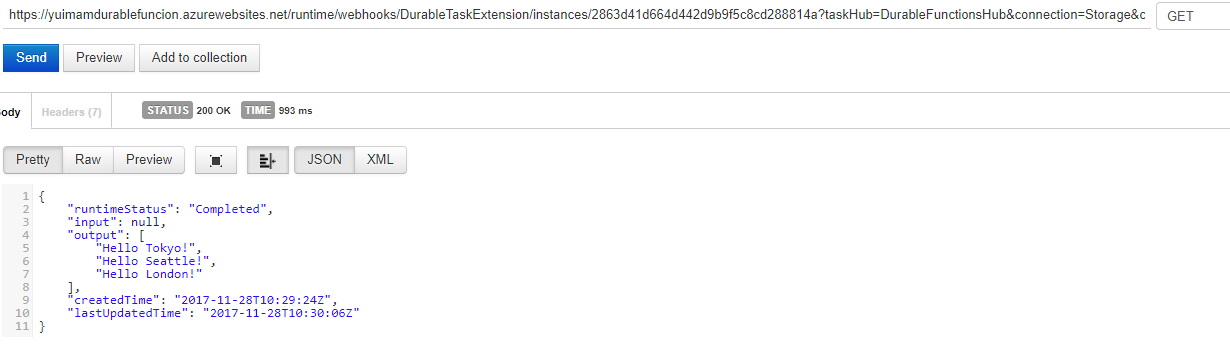 https://yuimamdurablefuncion.azurewebsites.net/runtime/webhooks/DurableTaskExtension/instances/2863d41d664d442d9b9f5c8cd288814a?taskHub=DurableFunctionsHub&connection=Storage&c GET
Send Preview Add to collection
ody Headers (7) STATUS 200 OK TIME 993 ms
Pretty Raw Preview JSON XML
1 {
2 "runtimeStatus": "Completed",
3 "input": null,
4 "output": [
5 "Hello Tokyo!",
6 "Hello Seattle!",
7 "Hello London!"
8 ],
9 "createdTime": "2017-11-28T10:29:24Z",
10 "lastUpdatedTime": "2017-11-28T10:30:06Z"
11 }